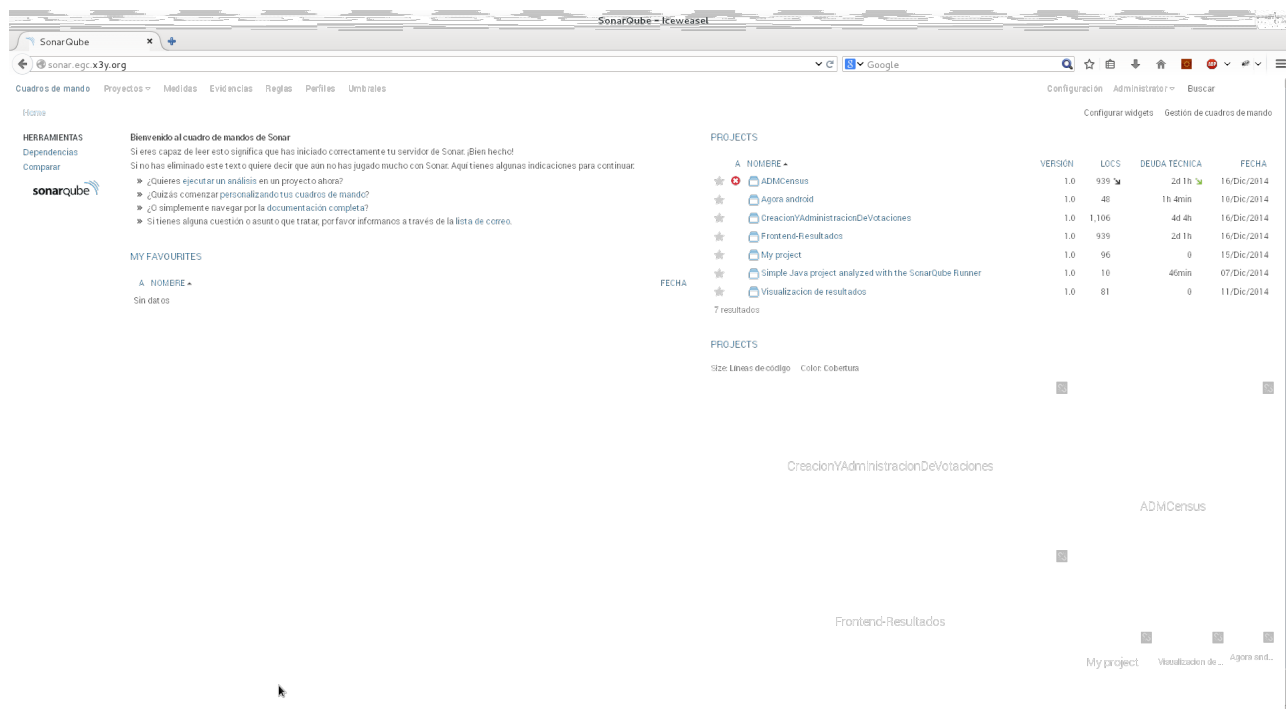 SonarQube - Iceweasel
SonarQube
sonar.egc.x3y.org
Google
Cuadros de mando Proyectos Medidas Evidencias Reglas Perfiles Umbrales
Configuración Administrator Buscar
Home
Configurar widgets Gestión de cuadros de mando
HERRAMIENTAS
Dependencias
Comparar
sonarqube
Bienvenido al cuadro de mandos de Sonar
Si eres capaz de leer esto significa que has iniciado correctamente tu servidor de Sonar. ¡Bien hecho!
Si no has eliminado este texto quiere decir que aun no has jugado mucho con Sonar. Aquí tienes algunas indicaciones para continuar:
» ¿Quieres ejecutar un análisis en un proyecto ahora?
» ¿Quizás comenzar personalizando tus cuadros de mando?
» ¿O simplemente navegar por la documentación completa?
» Si tienes alguna cuestión o asunto que tratar, por favor informanos a través de la lista de correo.
MY FAVOURITES
A NOMBRE FECHA
Sin datos
PROJECTS
A NOMBRE VERSIÓN LOCS DEUDA TÉCNICA FECHA
ADMCensus 1.0 939 2d 1h 16/Dic/2014
Agora android 1.0 48 1h 4min 10/Dic/2014
CreacionYAdministracionDeVotaciones 1.0 1,106 4d 4h 16/Dic/2014
Frontend-Resultados 1.0 939 2d 1h 16/Dic/2014
My project 1.0 96 0 15/Dic/2014
Simple Java project analyzed with the SonarQube Runner 1.0 10 46min 07/Dic/2014
Visualizacion de resultados 1.0 81 0 11/Dic/2014
7 resultados
PROJECTS
Size: Líneas de código Color: Cobertura
CreacionYAdministracionDeVotaciones
ADMCensus
Frontend-Resultados
My project
Visualizacion de ...
Agora and...